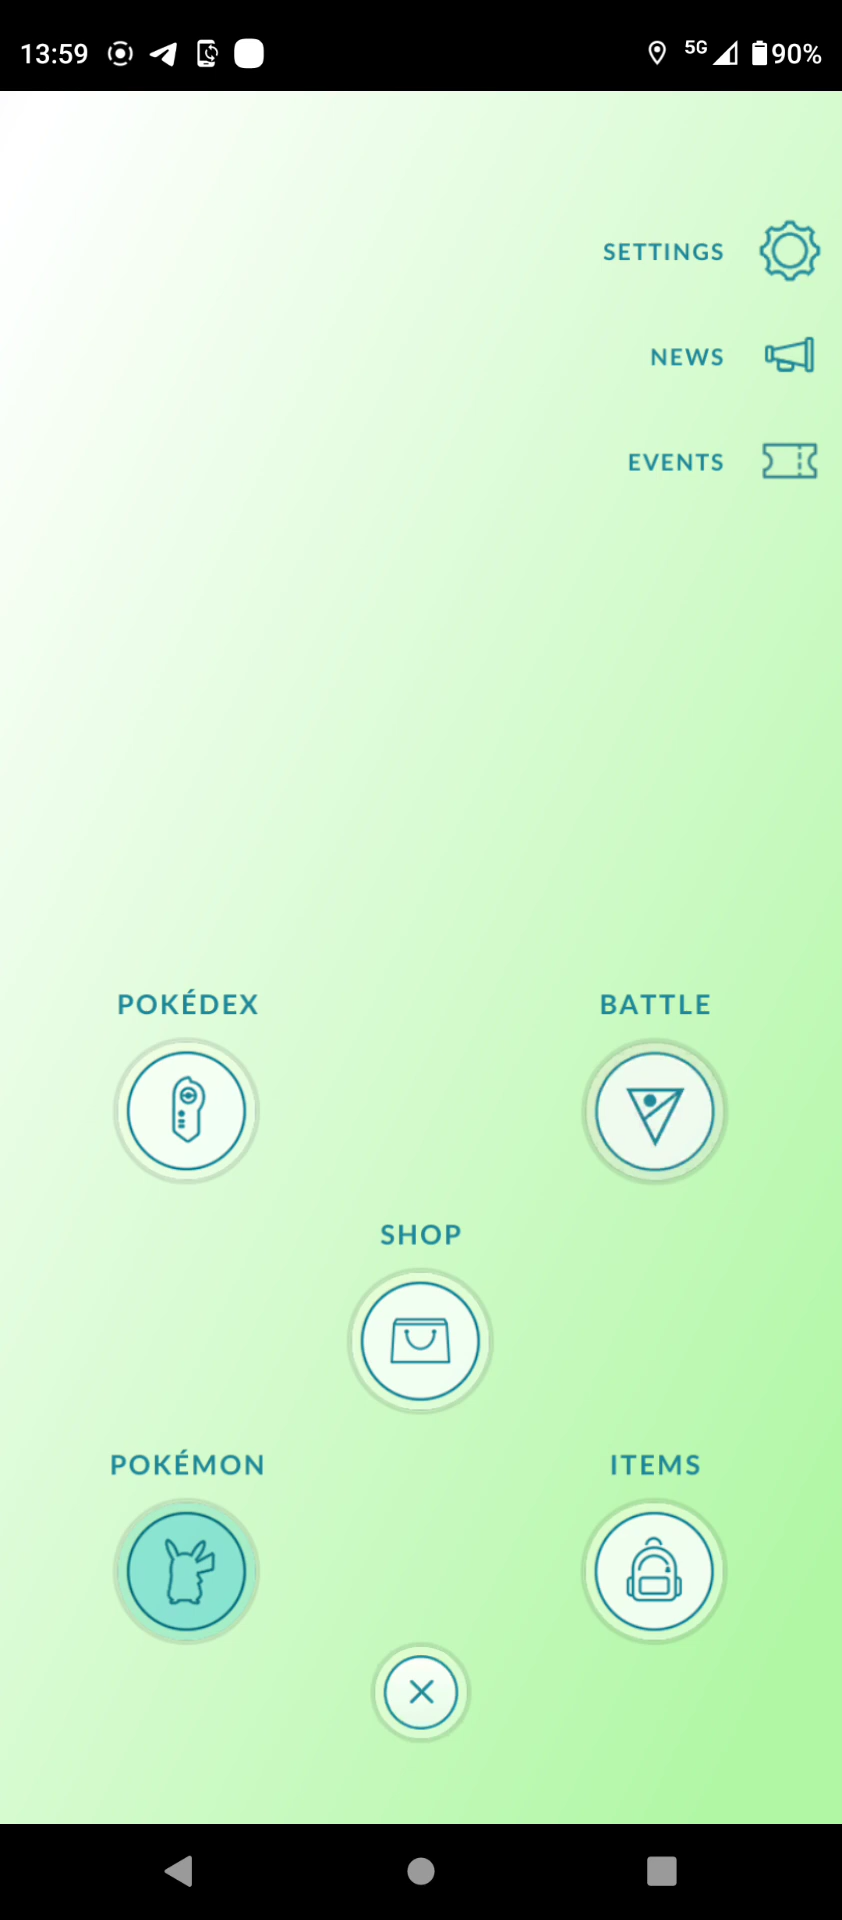 13:59 5G 90%
SETTINGS
NEWS
EVENTS
POKÉDEX BATTLE
SHOP
POKÉMON ITEMS